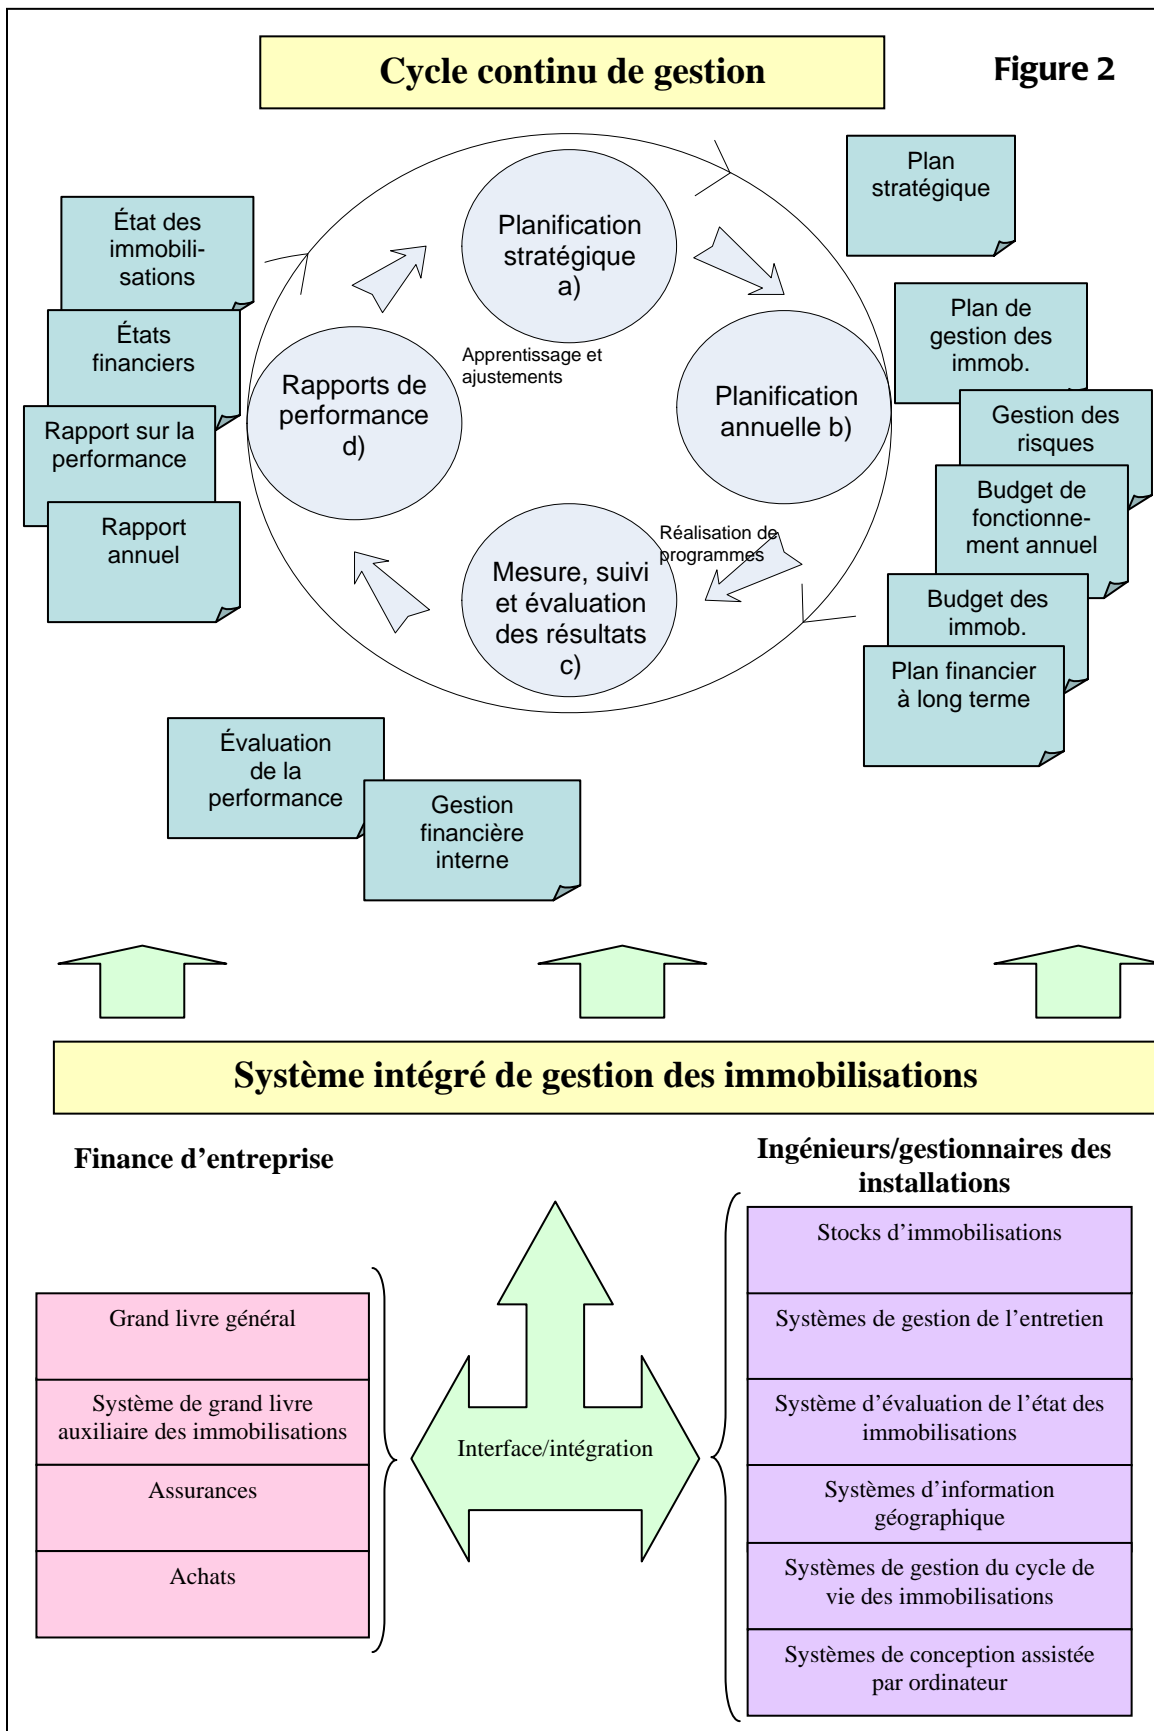 Cycle continu de gestion
Figure 2
Plan
stratégique
État des
immobili-
sations
États
financiers
Rapport sur la
performance
Rapport
annuel
Planification
stratégique
a)
Apprentissage et
ajustements
Rapports de
performance
d)
Planification
annuelle b)
Réalisation de
programmes
Mesure, suivi
et évaluation
des résultats
c)
Plan de
gestion des
immob.
Gestion des
risques
Budget de
fonctionne-
ment annuel
Budget des
immob.
Plan financier
à long terme
Évaluation
de la
performance
Gestion
financière
interne
Système intégré de gestion des immobilisations
Finance d’entreprise
Grand livre général
Système de grand livre
auxiliaire des immobilisations
Assurances
Achats
Interface/intégration
Ingénieurs/gestionnaires des
installations
Stocks d’immobilisations
Systèmes de gestion de l’entretien
Système d’évaluation de l’état des
immobilisations
Systèmes d’information
géographique
Systèmes de gestion du cycle de
vie des immobilisations
Systèmes de conception assistée
par ordinateur